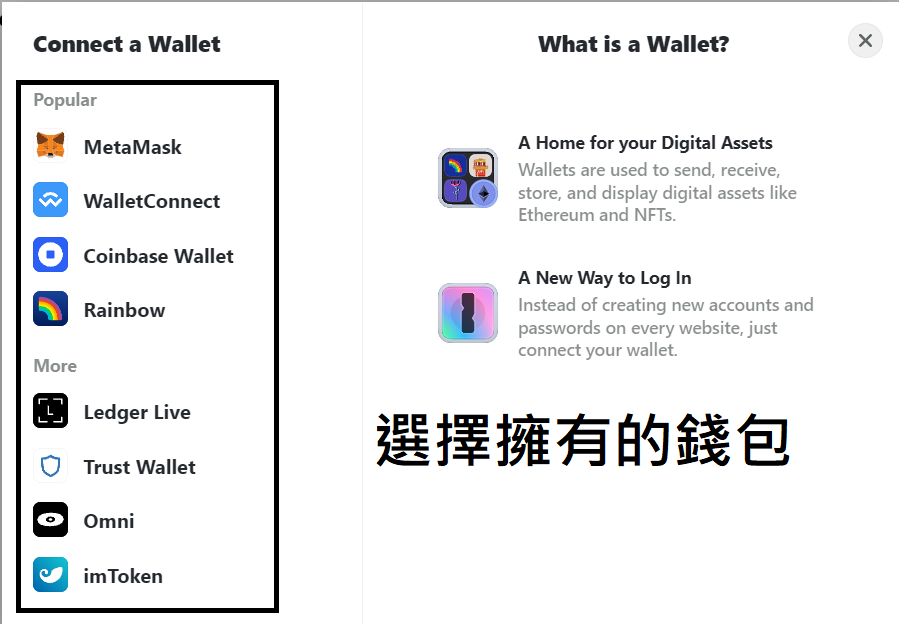 Connect a Wallet
Popular
MetaMask
WalletConnect
Coinbase Wallet
Rainbow
More
Ledger Live
Trust Wallet
Omni
imToken
What is a Wallet?
A Home for your Digital Assets
Wallets are used to send, receive,
store, and display digital assets like
Ethereum and NFTs.
A New Way to Log In
Instead of creating new accounts and
passwords on every website, just
connect your wallet.
選擇擁有的錢包